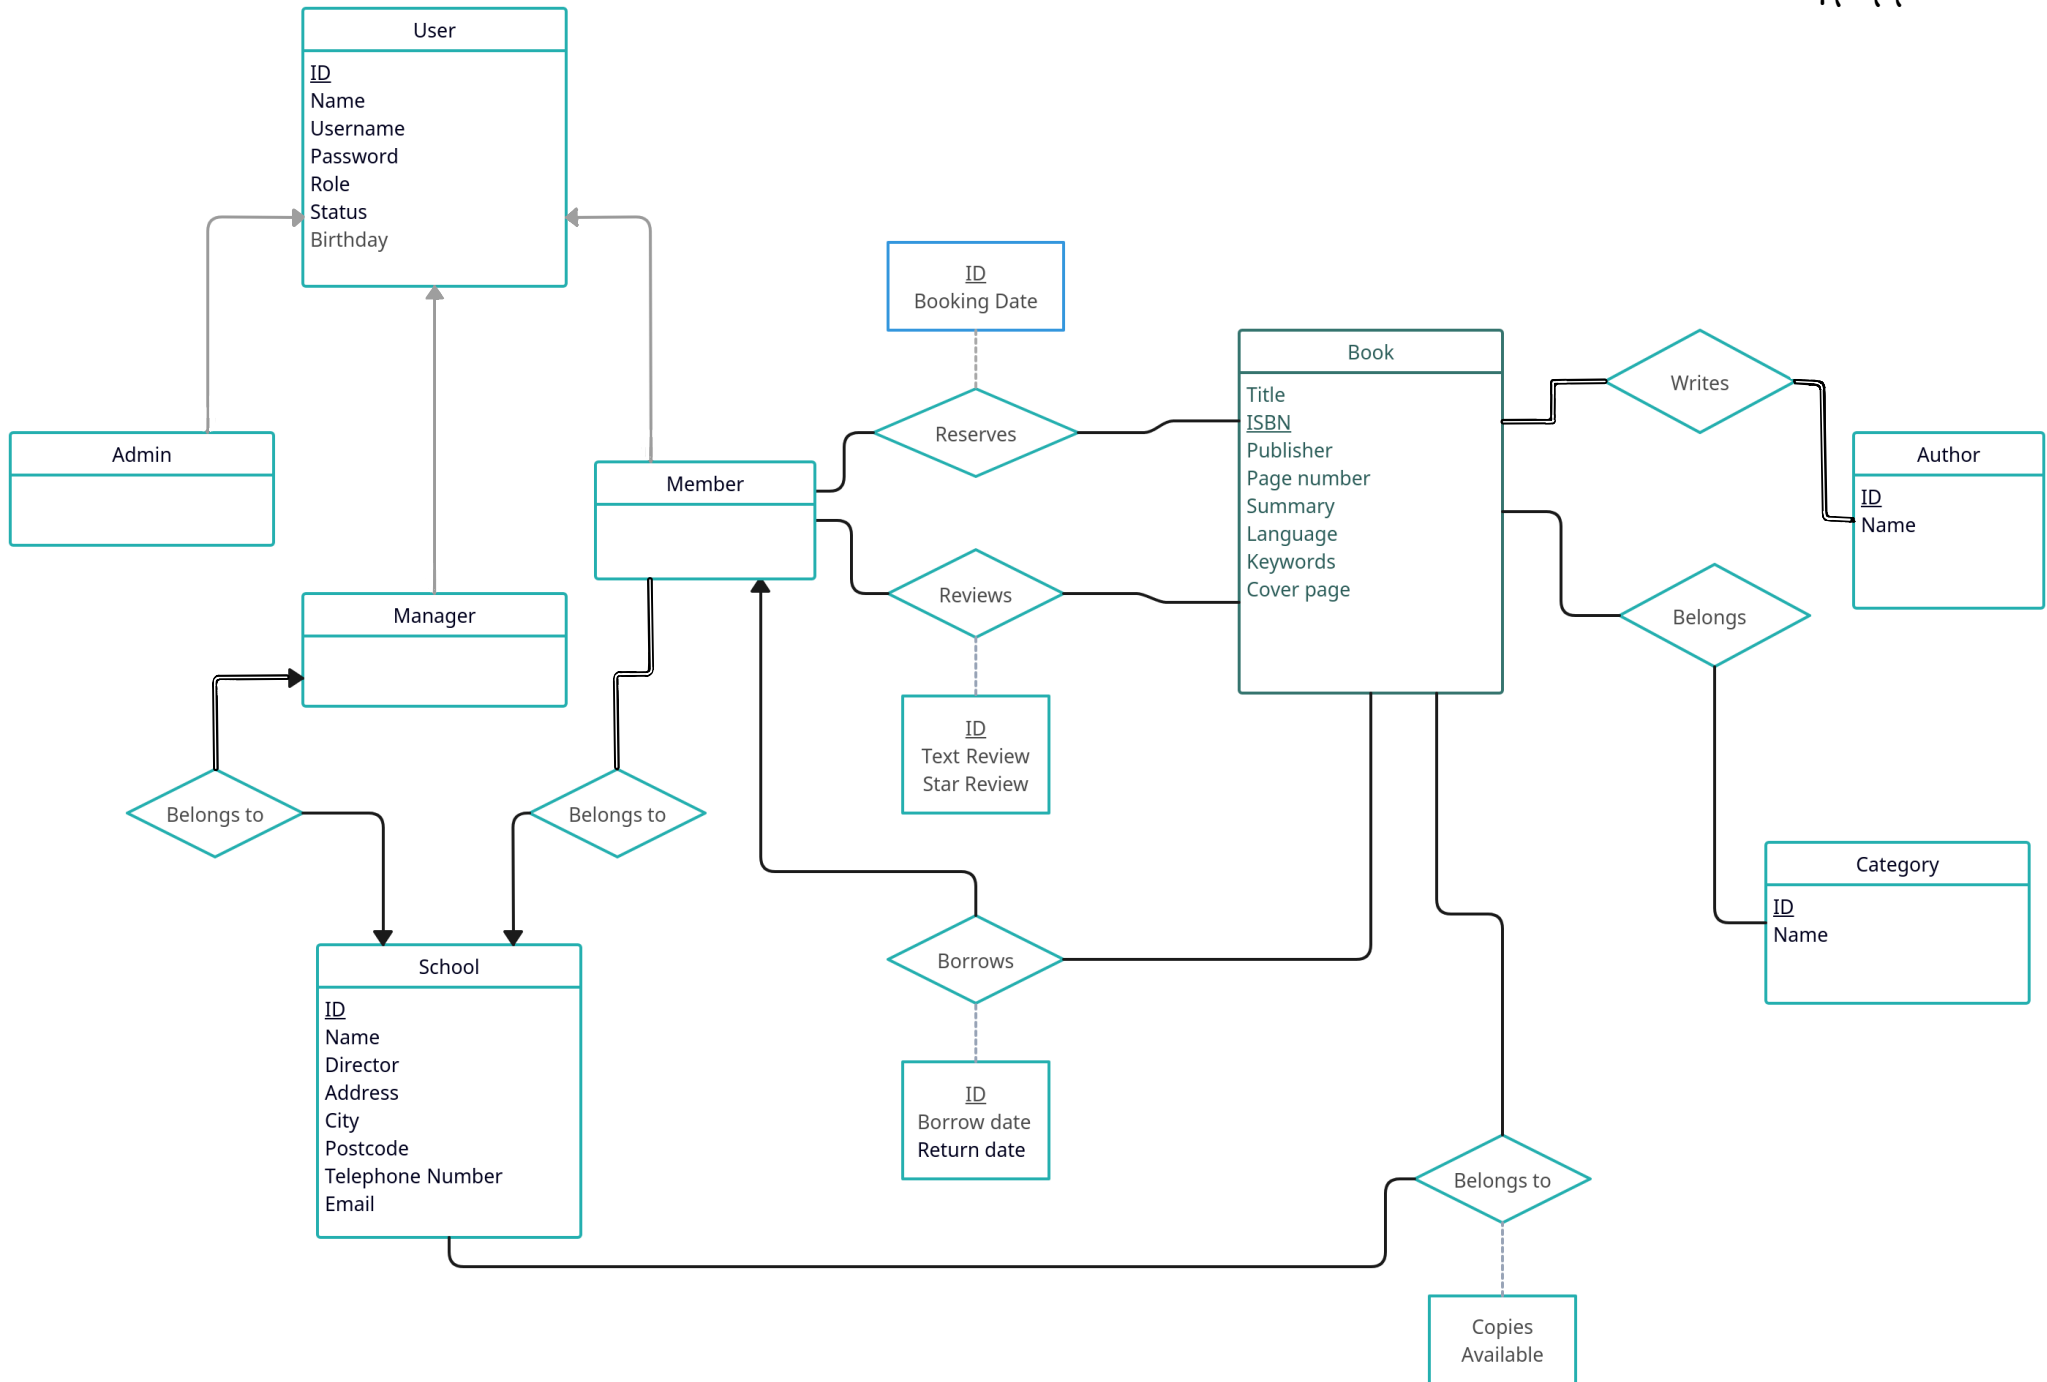 User
ID
Name
Username
Password
Role
Status
Birthday
Admin
Manager
Member
ID
Booking Date
Reserves
Reviews
ID
Text Review
Star Review
Book
Title
ISBN
Publisher
Page number
Summary
Language
Keywords
Cover page
Writes
Author
ID
Name
Belongs
Category
ID
Name
Belongs to
Belongs to
School
ID
Name
Director
Address
City
Postcode
Telephone Number
Email
Borrows
ID
Borrow date
Return date
Belongs to
Copies
Available